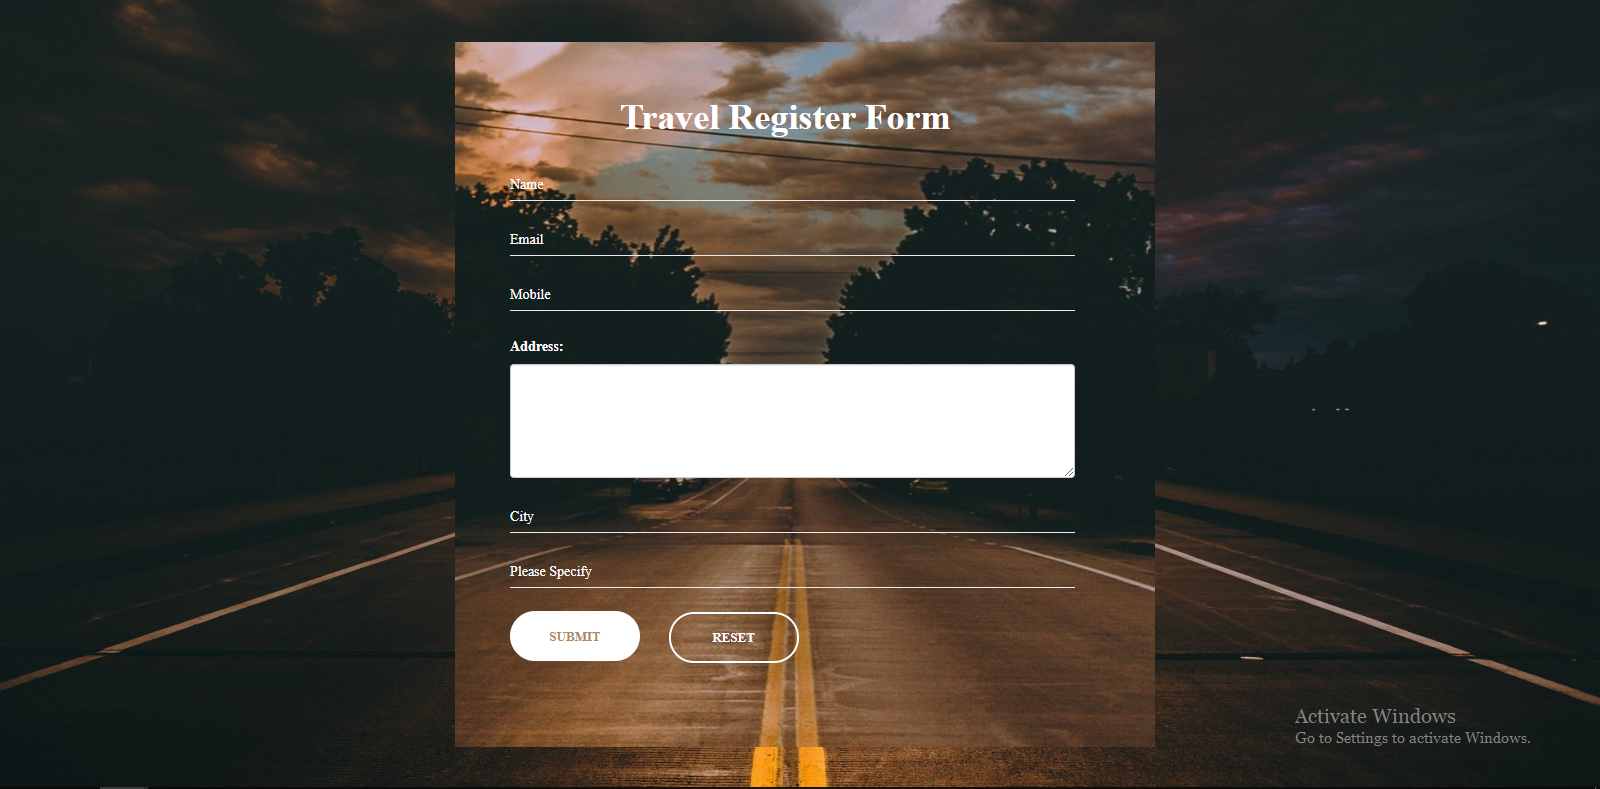 Travel Register Form
Name
Email
Mobile
Address:
City
Please Specify
SUBMIT
RESET
Activate Windows
Go to Settings to activate Windows.